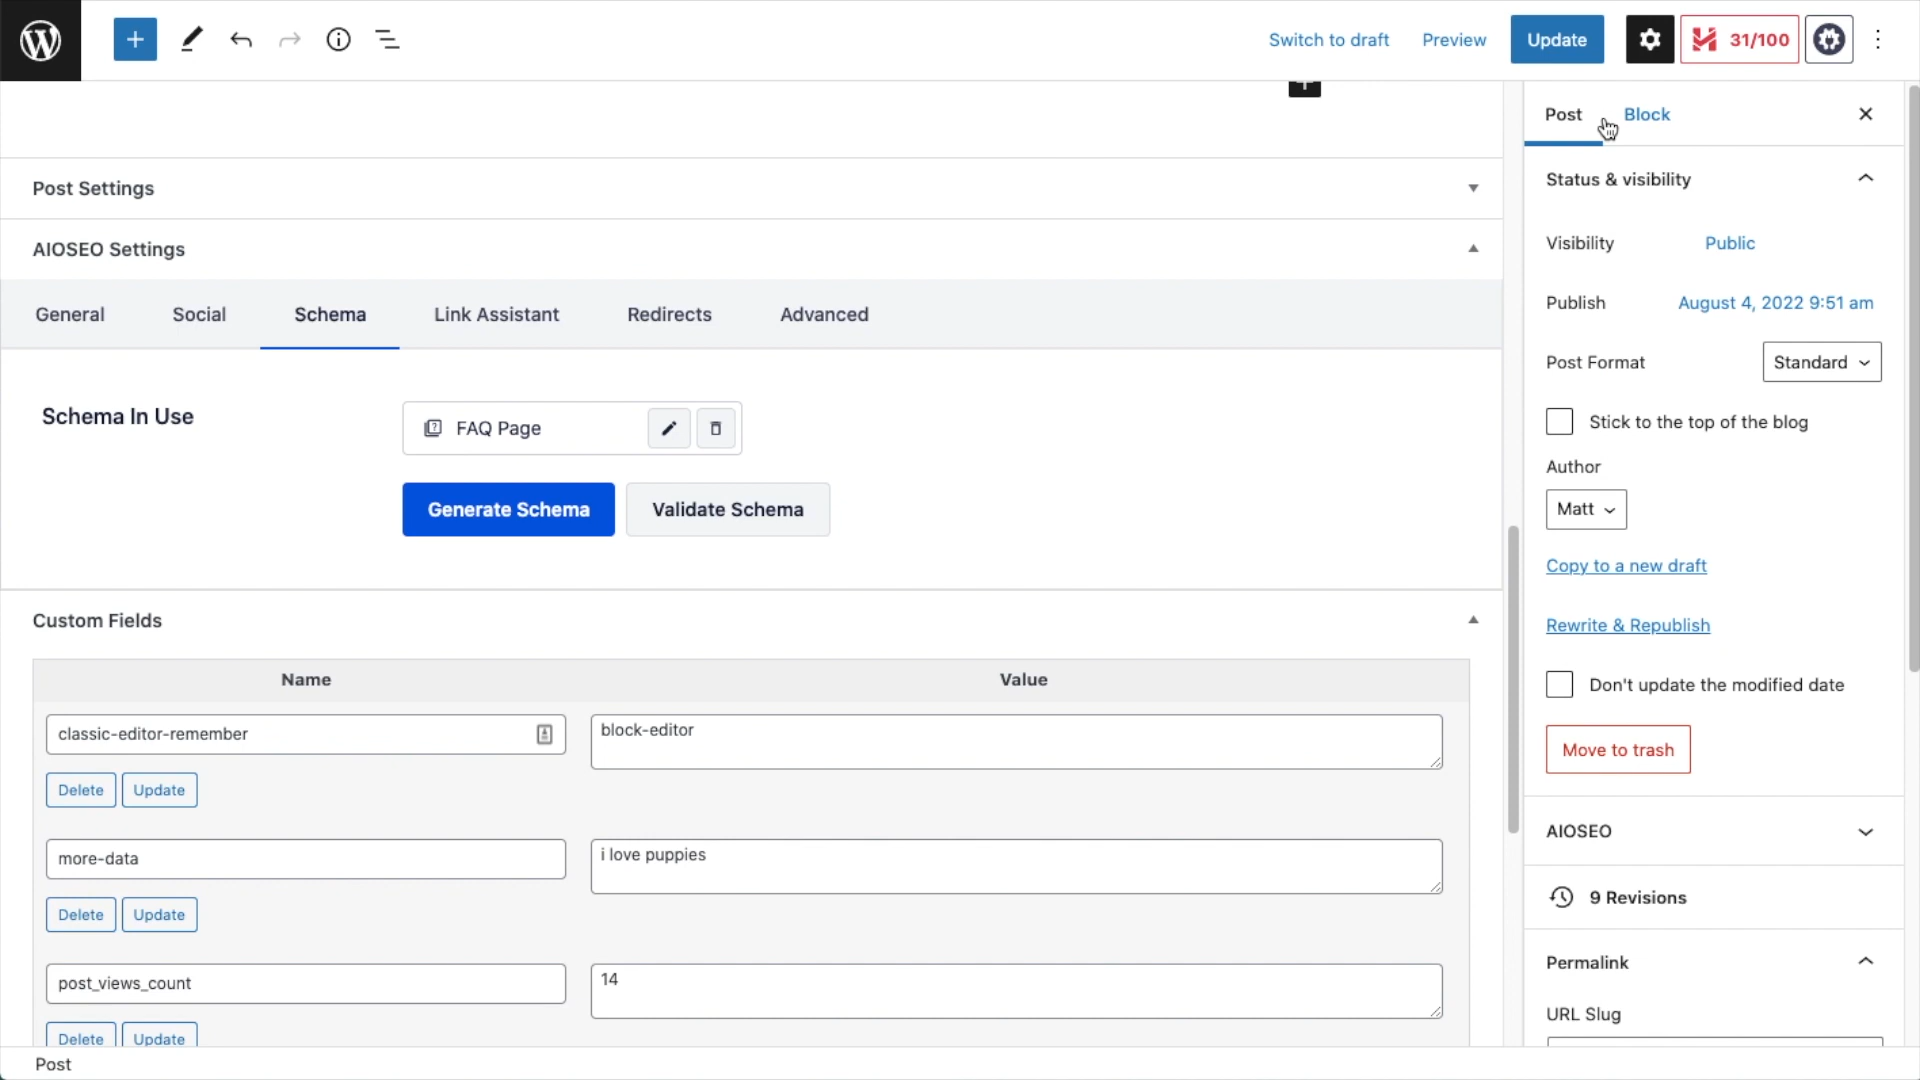 Switch to draft Preview Update 31/100
Post Block
Post Settings
AIOSEO Settings
General Social Schema Link Assistant Redirects Advanced
Schema In Use
FAQ Page
Generate Schema Validate Schema
Custom Fields
Name Value
classic-editor-remember block-editor
Delete Update
more-data i love puppies
Delete Update
post_views_count 14
Delete Update
Status & visibility
Visibility Public
Publish August 4, 2022 9:51 am
Post Format Standard
Stick to the top of the blog
Author
Matt
Copy to a new draft
Rewrite & Republish
Don't update the modified date
Move to trash
AIOSEO
9 Revisions
Permalink
URL Slug
Post